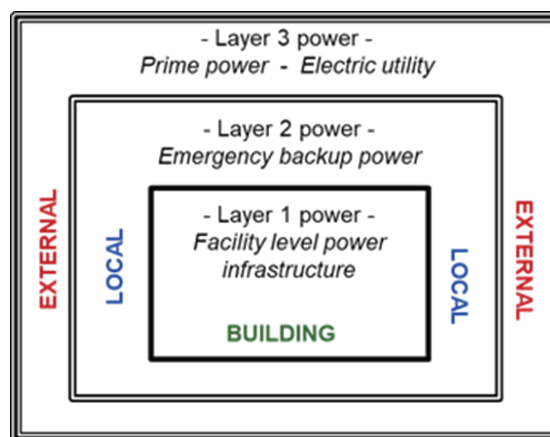 - Layer 3 power -
Prime power - Electric utility
- Layer 2 power -
Emergency backup power
- Layer 1 power -
Facility level power
infrastructure
EXTERNAL
LOCAL
LOCAL
EXTERNAL
BUILDING